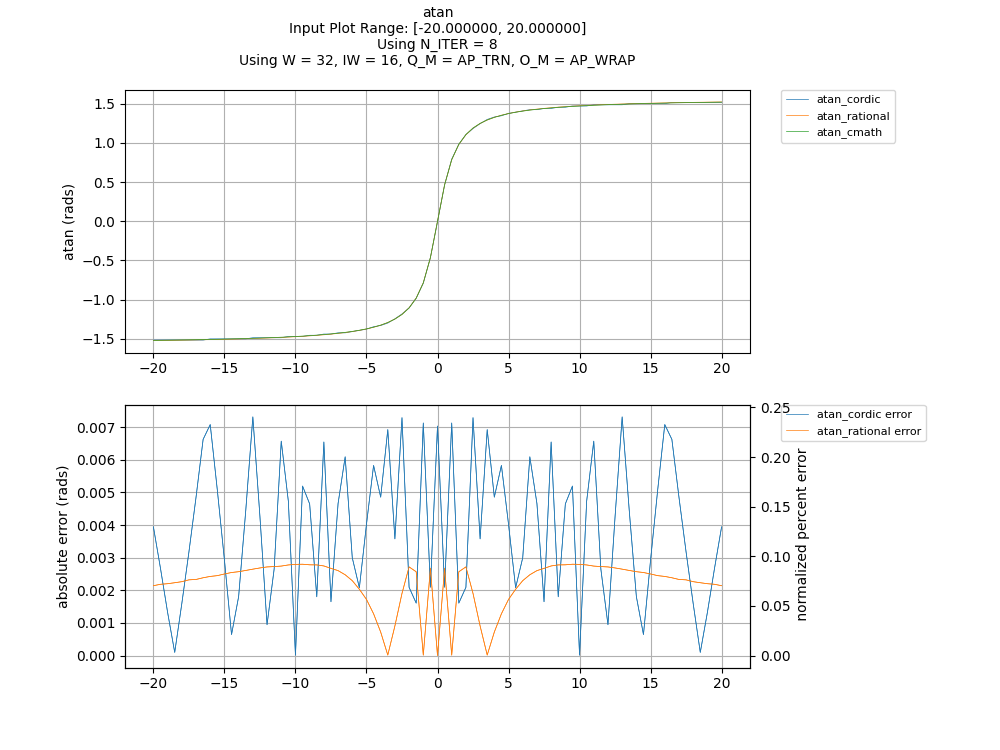 atan
Input Plot Range: [-20.000000, 20.000000]
Using N_ITER = 8
Using W = 32, IW = 16, Q_M = AP_TRN, O_M = AP_WRAP
atan (rads)
1.5
1.0
0.5
0.0
−0.5
−1.0
−1.5
−20 −15 −10 −5 0 5 10 15 20
atan_cordic
atan_rational
atan_cmath
absolute error (rads)
0.007
0.006
0.005
0.004
0.003
0.002
0.001
0.000
−20 −15 −10 −5 0 5 10 15 20
0.25
0.20
0.15
0.10
0.05
0.00
normalized percent error
atan_cordic error
atan_rational error